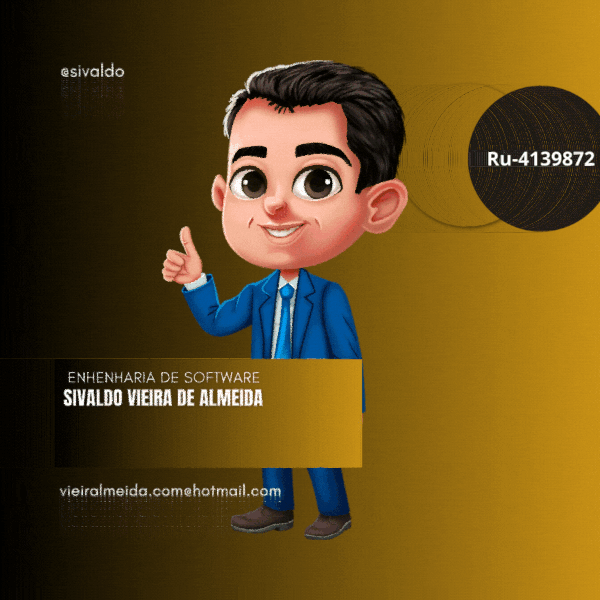 @sivaldo
Ru-4139872
ENHENHARIA DE SOFTWARE
SIVALDO VIEIRA DE ALMEIDA
vieiralmeida.com@hotmail.com